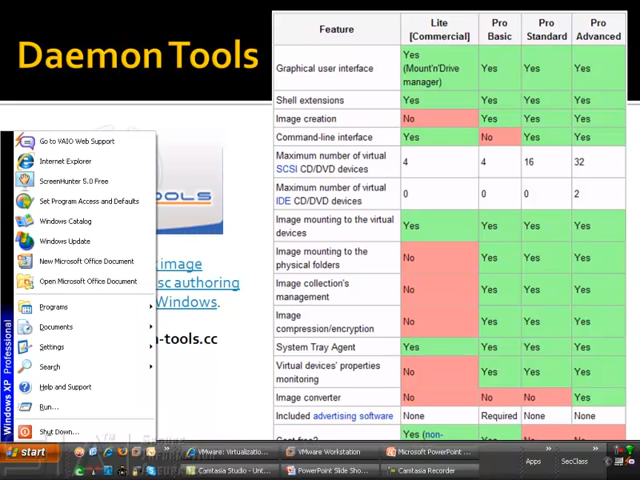 Daemon Tools
Feature
Lite [Commercial]
Pro Basic
Pro Standard
Pro Advanced
Graphical user interface
Yes (Mount'n'Drive manager)
Yes
Yes
Yes
Shell extensions
Yes
Yes
Yes
Yes
Image creation
No
Yes
Yes
Yes
Command-line interface
Yes
No
Yes
Yes
Maximum number of virtual SCSI CD/DVD devices
4
4
16
32
Maximum number of virtual IDE CD/DVD devices
0
0
0
2
Image mounting to the virtual devices
Yes
Yes
Yes
Yes
Image mounting to the physical folders
No
Yes
Yes
Yes
Image collection's management
No
Yes
Yes
Yes
Image compression/encryption
No
Yes
Yes
Yes
System Tray Agent
Yes
Yes
Yes
Yes
Virtual devices' properties monitoring
No
Yes
Yes
Yes
Image converter
No
No
No
Yes
Included advertising software
None
Required
None
None
Yes (non-
Go to VAIO Web Support
Internet Explorer
ScreenHunter 5.0 Free
Set Program Access and Defaults
Windows Catalog
Windows Update
New Microsoft Office Document
Open Microsoft Office Document
Programs
Documents
Settings
Search
Help and Support
Run...
Shut Down...
Windows XP Professional
OOLS
image
sc authoring
Windows.
n-tools.cc
start
VMware: Virtualizatio...
VMware Workstation
Microsoft PowerPoint ...
Camtasia Studio - Unt...
PowerPoint Slide Sho...
Camtasia Recorder
Apps
SecClass